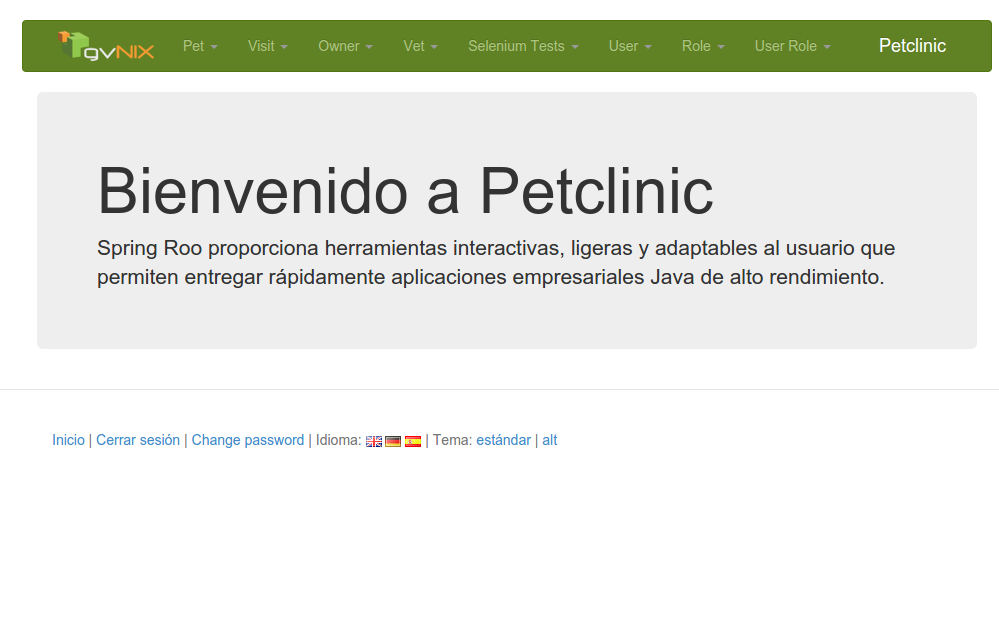 gvNIX Pet Visit Owner Vet Selenium Tests User Role User Role Petclinic
Bienvenido a Petclinic
Spring Roo proporciona herramientas interactivas, ligeras y adaptables al usuario que
permiten entregar rápidamente aplicaciones empresariales Java de alto rendimiento.
Inicio | Cerrar sesión | Change password | Idioma: | Tema: estándar | alt